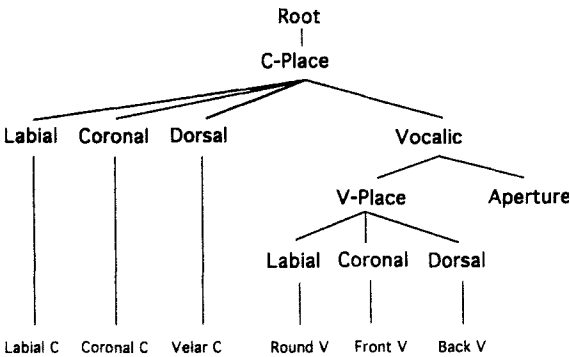 Root
C-Place
Labial Coronal Dorsal Vocalic
V-Place Aperture
Labial Coronal Dorsal
Labial C Coronal C Velar C Round V Front V Back V